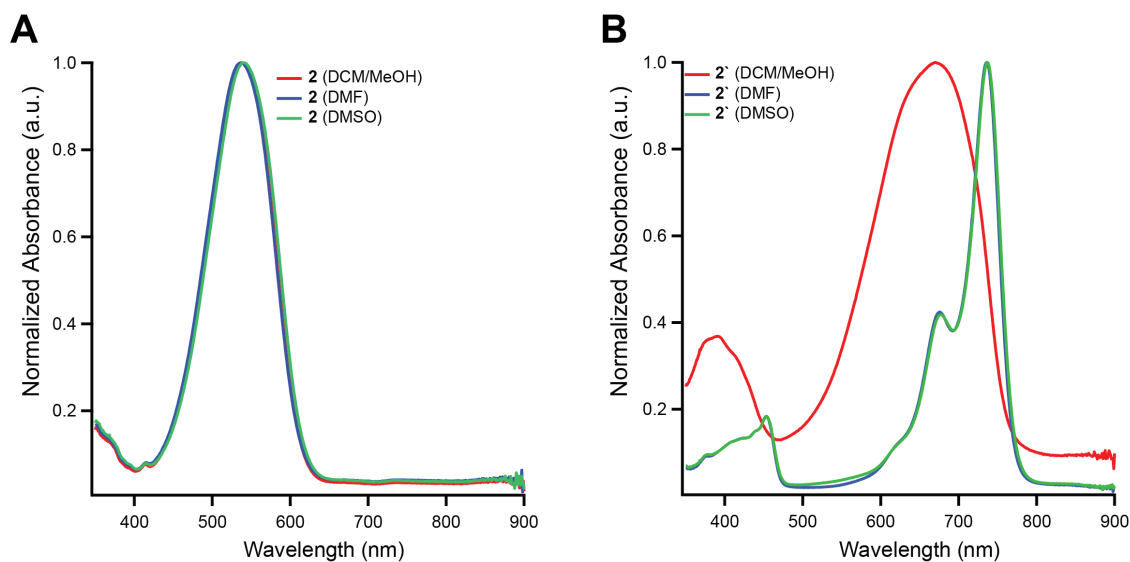 A
1.0
0.8
0.6
0.4
0.2
Normalized Absorbance (a.u.)
2 (DCM/MeOH)
2 (DMF)
2 (DMSO)
400
500
600
700
800
900
Wavelength (nm)
B
1.0
0.8
0.6
0.4
0.2
Normalized Absorbance (a.u.)
2` (DCM/MeOH)
2` (DMF)
2` (DMSO)
400
500
600
700
800
900
Wavelength (nm)